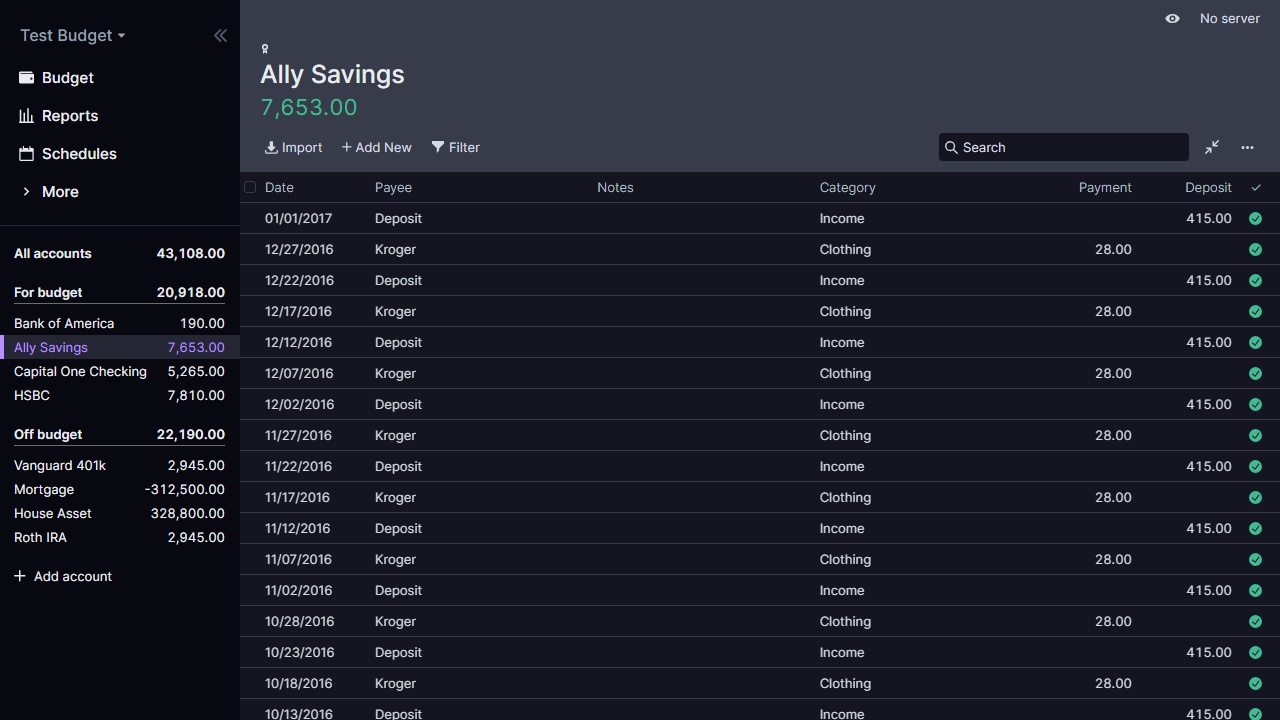 Test Budget
Budget
Reports
Schedules
More
All accounts 43,108.00
For budget 20,918.00
Bank of America 190.00
Ally Savings 7,653.00
Capital One Checking 5,265.00
HSBC 7,810.00
Off budget 22,190.00
Vanguard 401k 2,945.00
Mortgage -312,500.00
House Asset 328,800.00
Roth IRA 2,945.00
Add account
No server
Ally Savings
7,653.00
Import Add New Filter Search
Date Payee Notes Category Payment Deposit
01/01/2017 Deposit Income 415.00
12/27/2016 Kroger Clothing 28.00
12/22/2016 Deposit Income 415.00
12/17/2016 Kroger Clothing 28.00
12/12/2016 Deposit Income 415.00
12/07/2016 Kroger Clothing 28.00
12/02/2016 Deposit Income 415.00
11/27/2016 Kroger Clothing 28.00
11/22/2016 Deposit Income 415.00
11/17/2016 Kroger Clothing 28.00
11/12/2016 Deposit Income 415.00
11/07/2016 Kroger Clothing 28.00
11/02/2016 Deposit Income 415.00
10/28/2016 Kroger Clothing 28.00
10/23/2016 Deposit Income 415.00
10/18/2016 Kroger Clothing 28.00
10/13/2016 Deposit Income 415.00